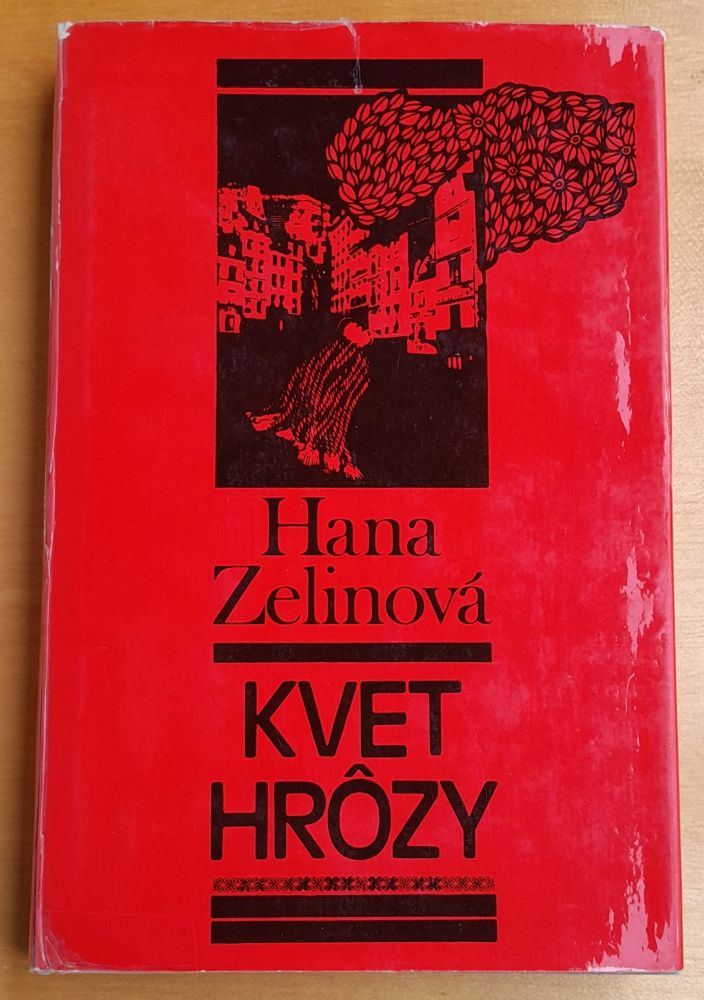 Hana
Zelinová
KVET
HRÔZY